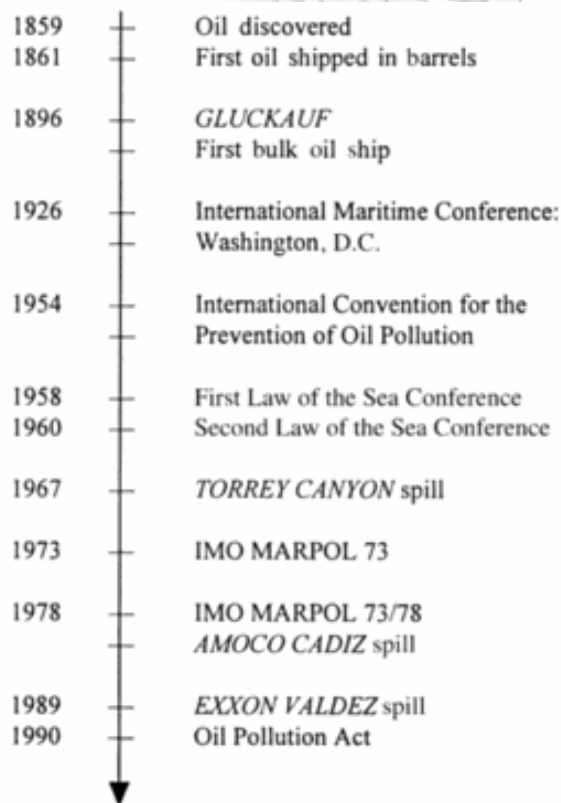 1859 Oil discovered
1861 First oil shipped in barrels
1896 GLUCKAUF
First bulk oil ship
1926 International Maritime Conference:
Washington, D.C.
1954 International Convention for the
Prevention of Oil Pollution
1958 First Law of the Sea Conference
1960 Second Law of the Sea Conference
1967 TORREY CANYON spill
1973 IMO MARPOL 73
1978 IMO MARPOL 73/78
AMOCO CADIZ spill
1989 EXXON VALDEZ spill
1990 Oil Pollution Act